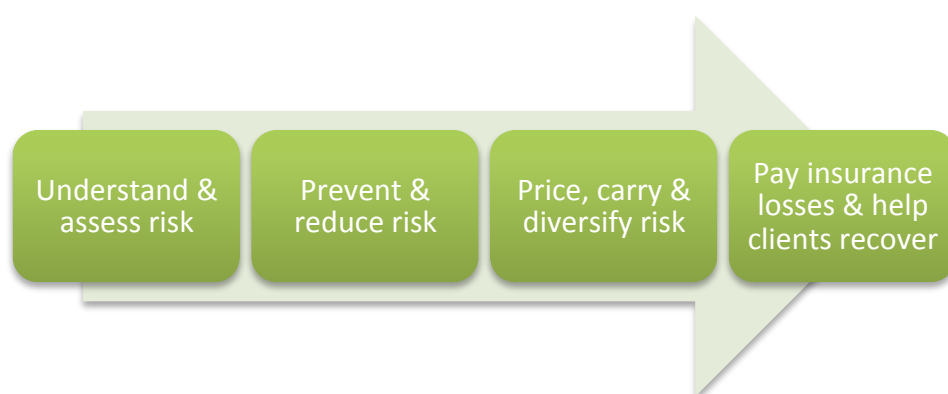 Understand &
assess risk
Prevent &
reduce risk
Price, carry &
diversify risk
Pay insurance
losses & help
clients recover